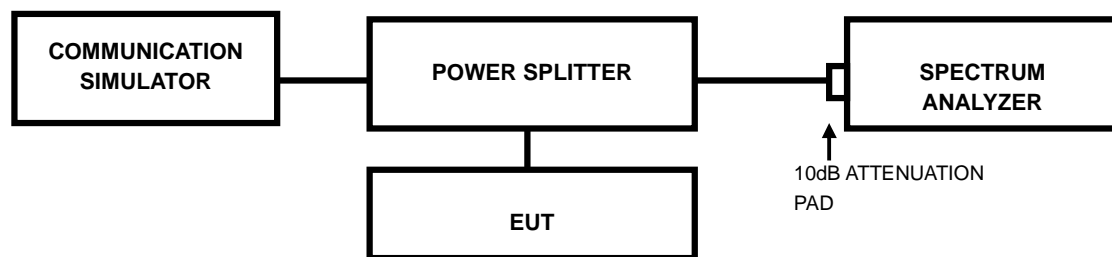 COMMUNICATION
SIMULATOR
POWER SPLITTER
SPECTRUM
ANALYZER
10dB ATTENUATION
PAD
EUT